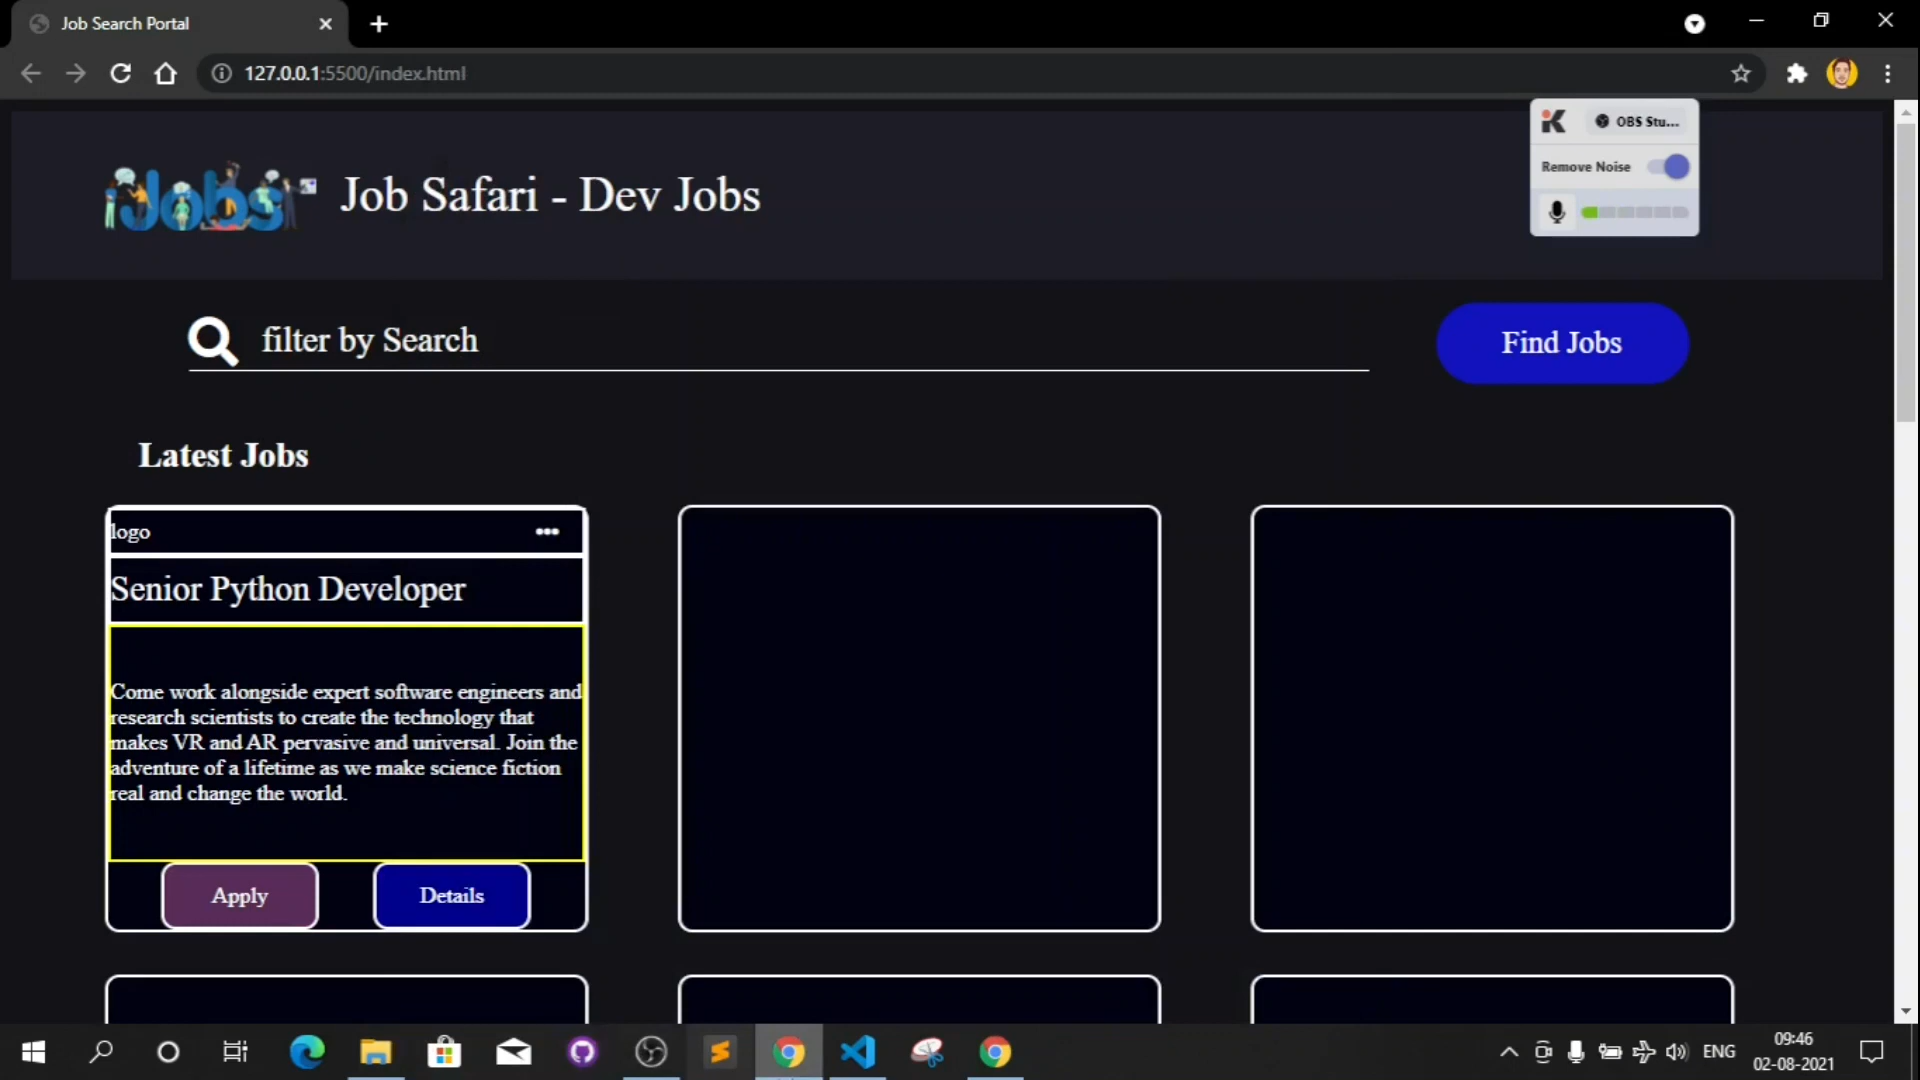 Job Search Portal
127.0.0.1:5500/index.html
OBS Stu...
Remove Noise
iJobs
Job Safari - Dev Jobs
filter by Search
Find Jobs
Latest Jobs
logo
Senior Python Developer
Come work alongside expert software engineers and
research scientists to create the technology that
makes VR and AR pervasive and universal. Join the
adventure of a lifetime as we make science fiction
real and change the world.
Apply
Details
ENG
09:46
02-08-2021